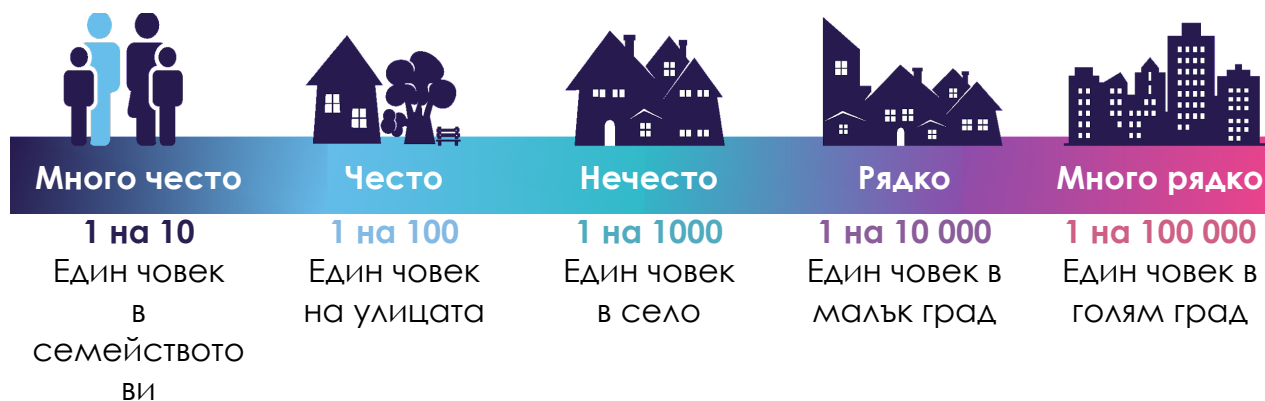 Много често
1 на 10
Един човек
в
семейството
ви
Често
1 на 100
Един човек
на улицата
Нечесто
1 на 1000
Един човек
в село
Рядко
1 на 10 000
Един човек в
малък град
Много рядко
1 на 100 000
Един човек в
голям град